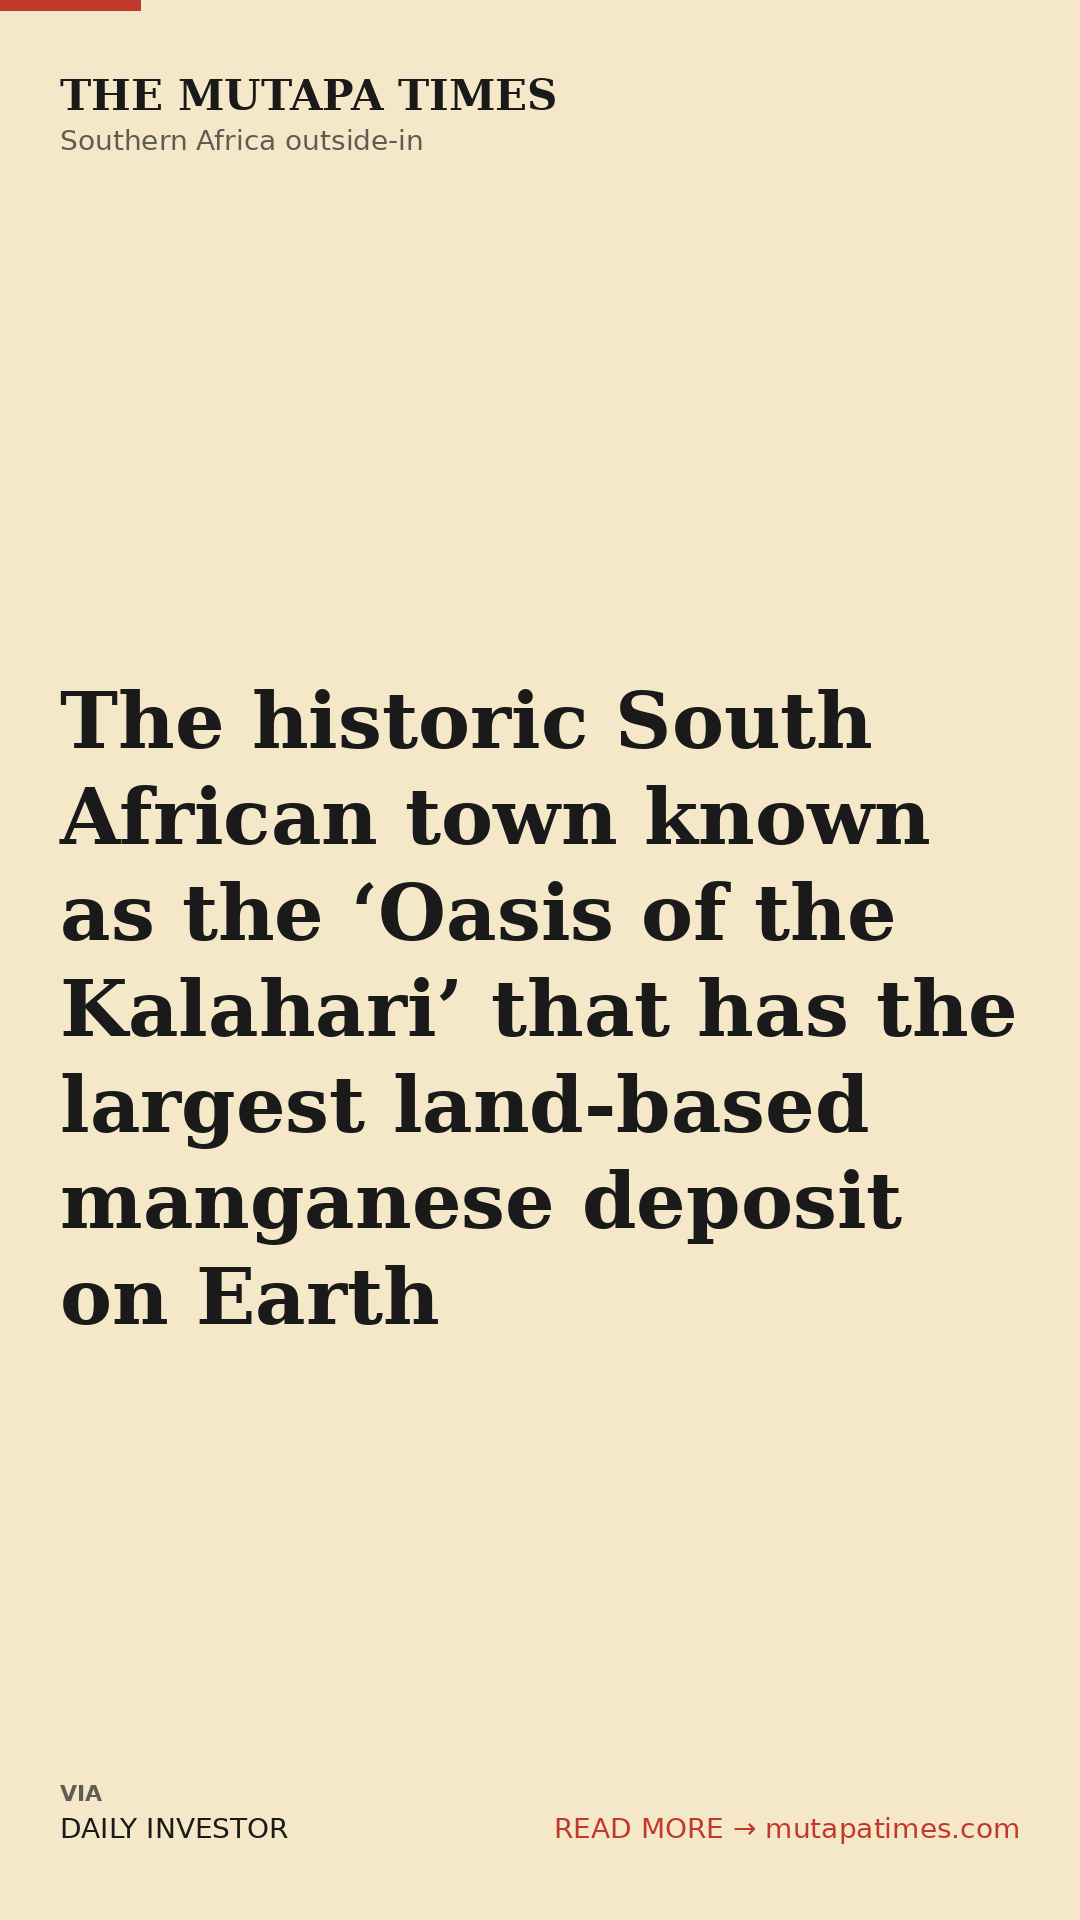 THE MUTAPA TIMES
Southern Africa outside-in
The historic South
African town known
as the ‘Oasis of the
Kalahari’ that has the
largest land-based
manganese deposit
on Earth
VIA
DAILY INVESTOR
READ MORE → mutapatimes.com